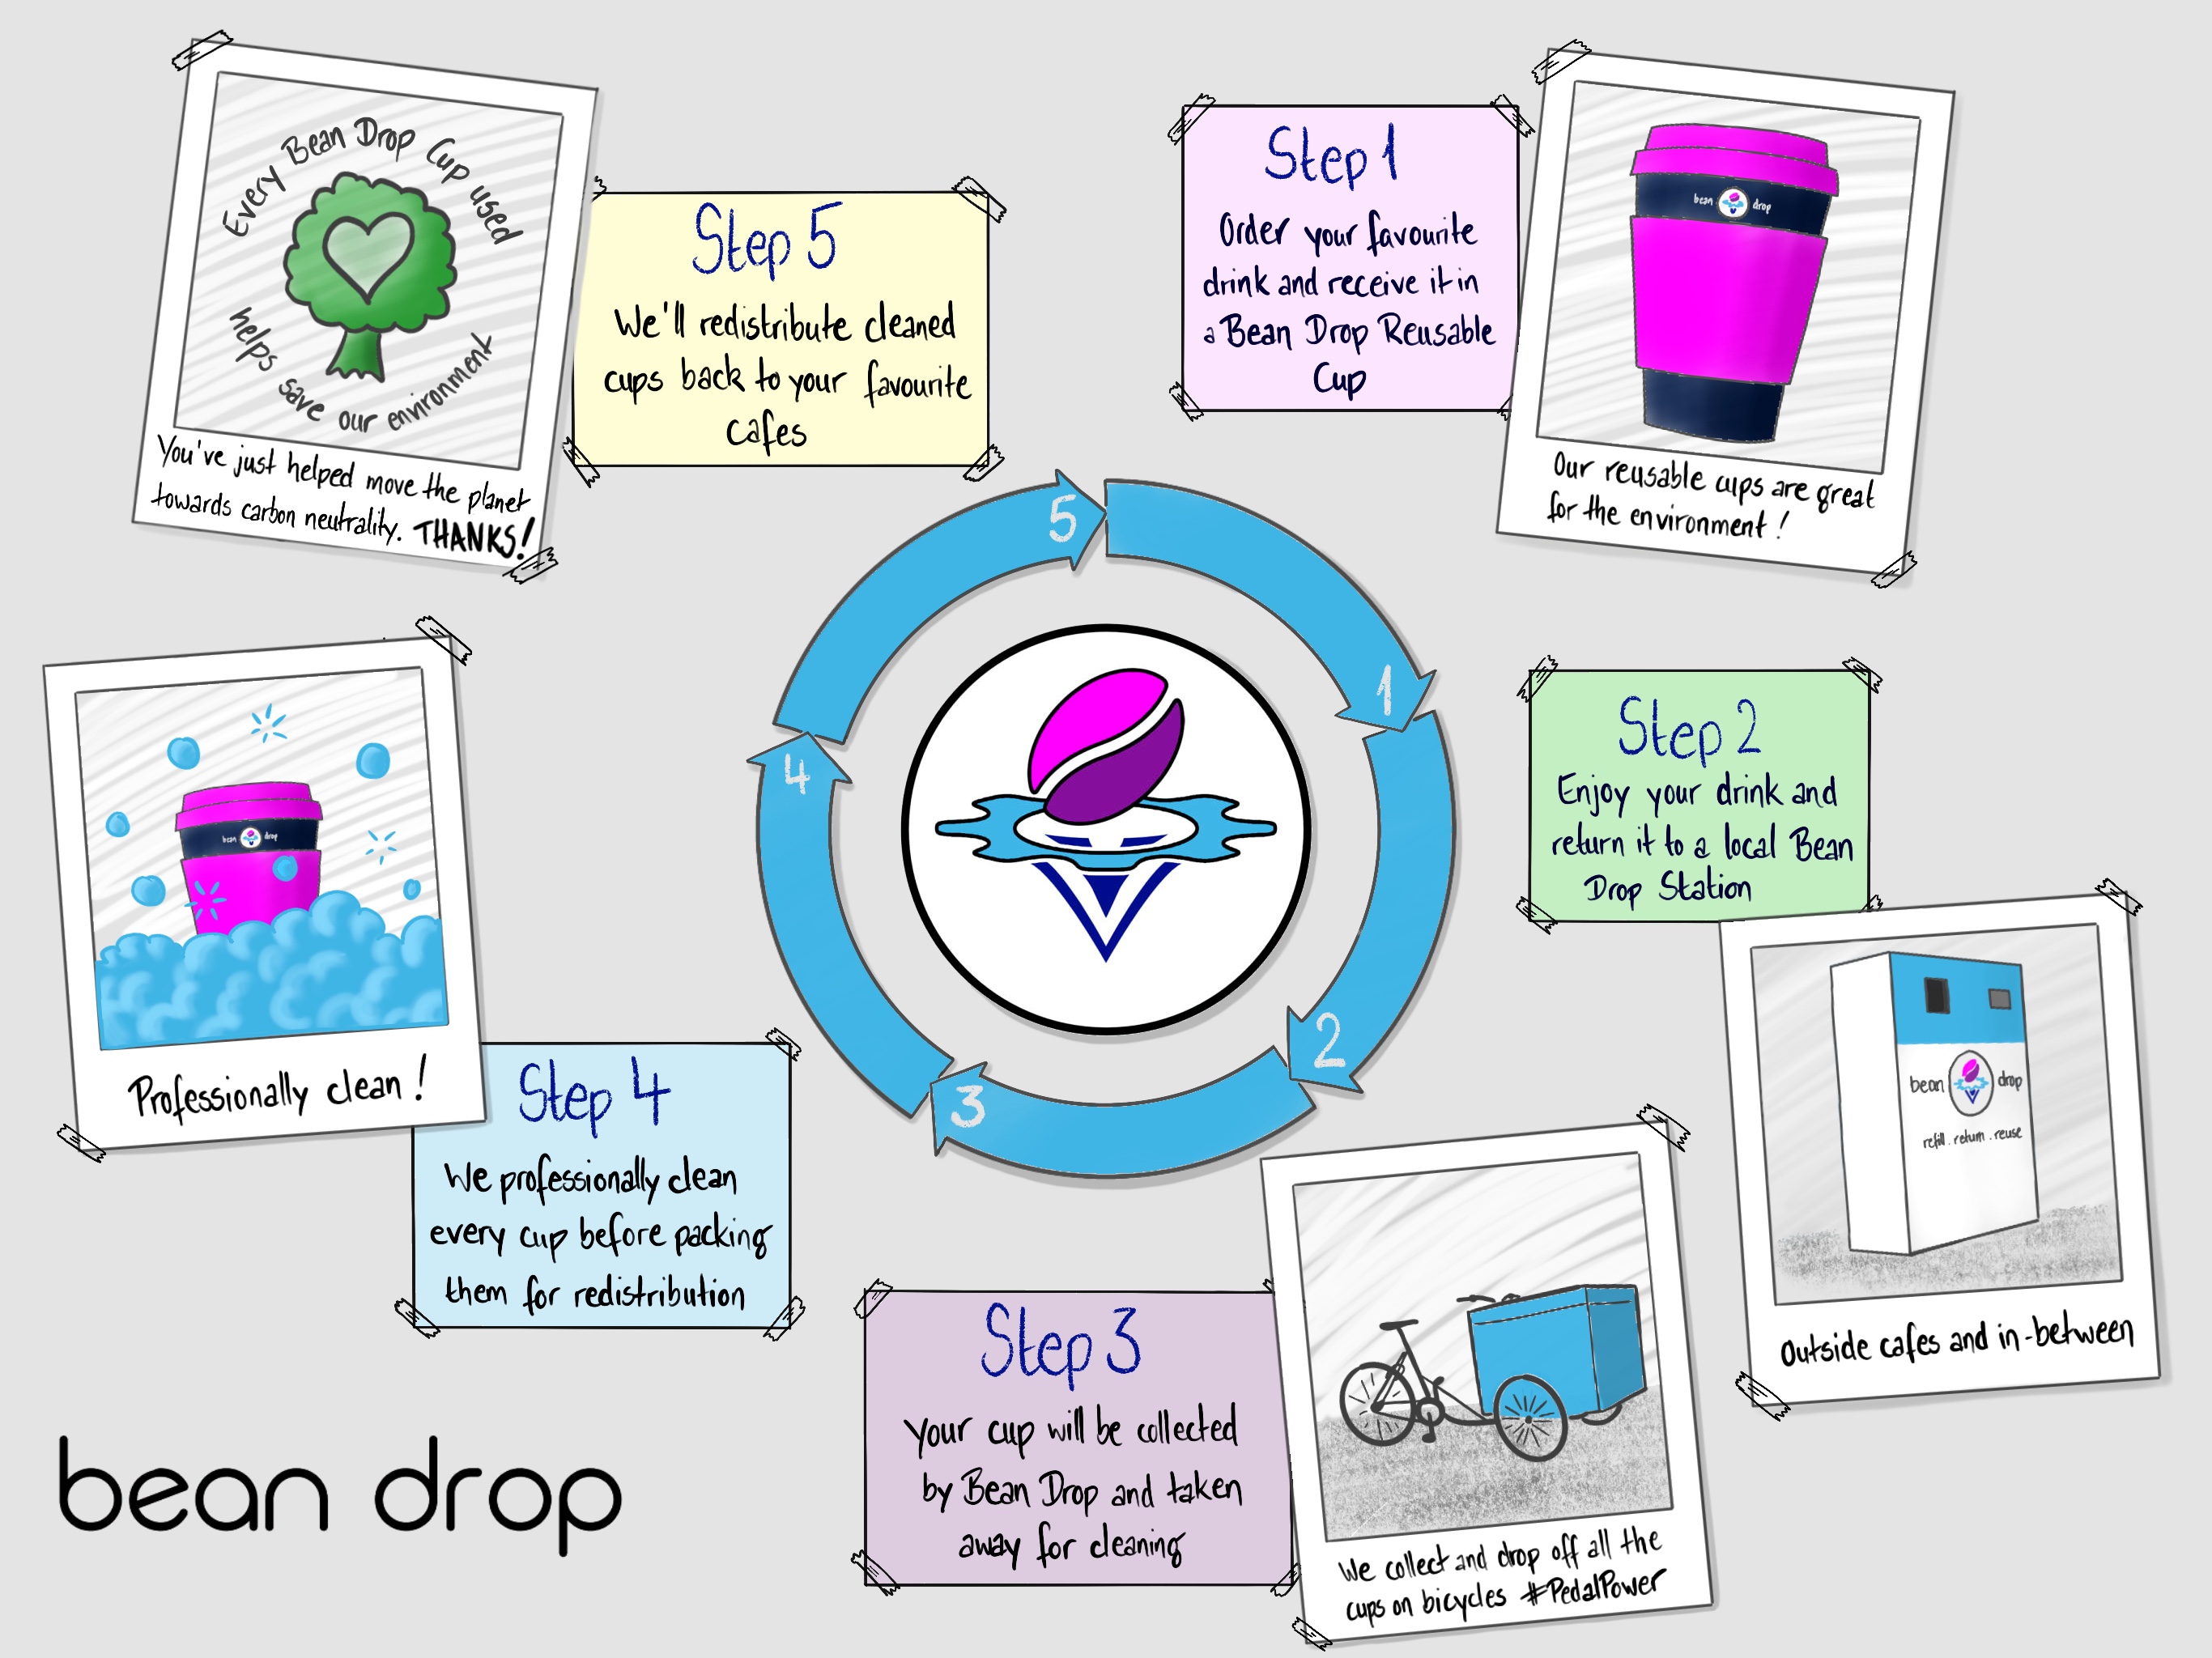 Step 1
Order your favourite
drink and receive it in
a Bean Drop Reusable
Cup
bean drop
Our reusable cups are great
for the environment!
Step 2
Enjoy your drink and
return it to a local Bean
Drop Station
bean drop
refill . return . reuse
Outside cafes and in-between
Step 3
Your cup will be collected
by Bean Drop and taken
away for cleaning
We collect and drop off all the
cups on bicycles #PedalPower
Step 4
We professionally clean
every cup before packing
them for redistribution
bean drop
Professionally clean!
Step 5
We'll redistribute cleaned
cups back to your favourite
cafes
Every Bean Drop Cup used
helps save our environment
You've just helped move the planet
towards carbon neutrality. THANKS!
1
2
3
4
5
bean drop